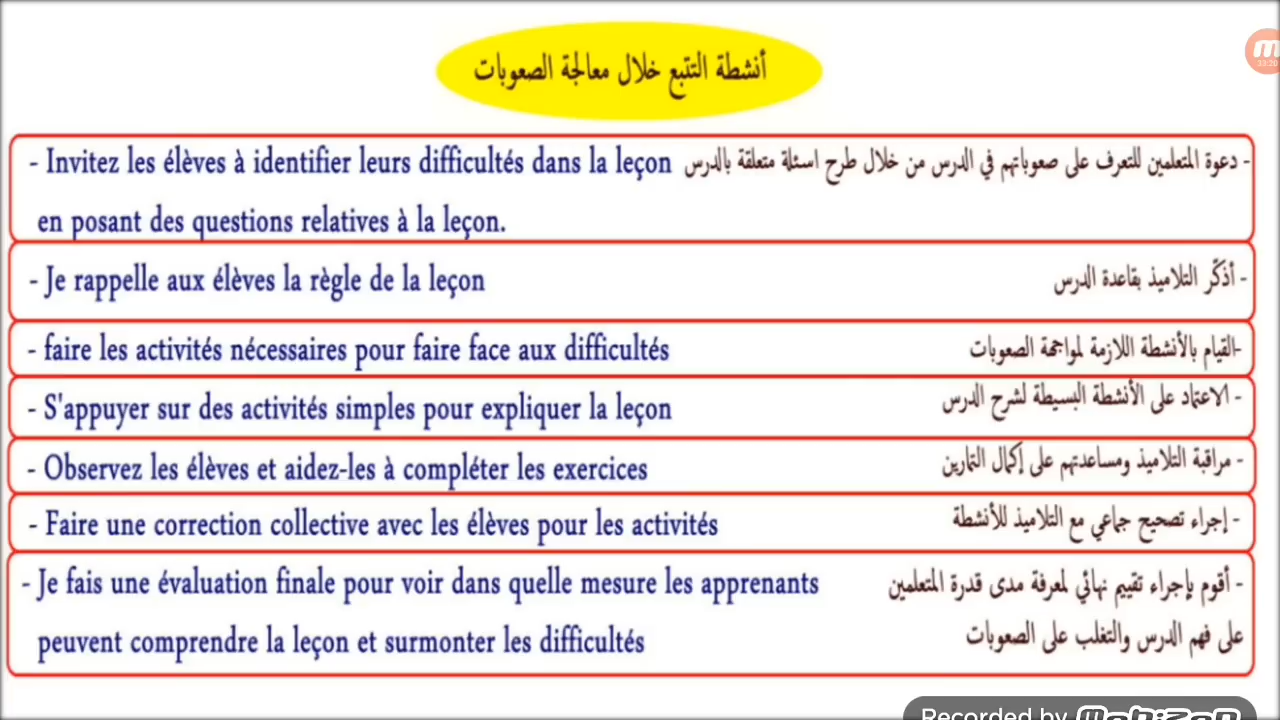 أنشطة التتبع خلال معالجة الصعوبات
- Invitez les élèves à identifier leurs difficultés dans la leçon
en posant des questions relatives à la leçon.
- دعوة المتعلمين للتعرف على صعوباتهم في الدرس من خلال طرح اسئلة متعلقة بالدرس
- Je rappelle aux élèves la règle de la leçon
- أذكّر التلاميذ بقاعدة الدرس
- faire les activités nécessaires pour faire face aux difficultés
-القيام بالأنشطة اللازمة لمواجهة الصعوبات
- S'appuyer sur des activités simples pour expliquer la leçon
- الاعتماد على الأنشطة البسيطة لشرح الدرس
- Observez les élèves et aidez-les à compléter les exercices
- مراقبة التلاميذ ومساعدتهم على إكمال التمارين
- Faire une correction collective avec les élèves pour les activités
- إجراء تصحيح جماعي مع التلاميذ للأنشطة
- Je fais une évaluation finale pour voir dans quelle mesure les apprenants
peuvent comprendre la leçon et surmonter les difficultés
- أقوم بإجراء تقييم نهائي لمعرفة مدى قدرة المتعلمين
على فهم الدرس والتغلب على الصعوبات
Recorded by Mobizen